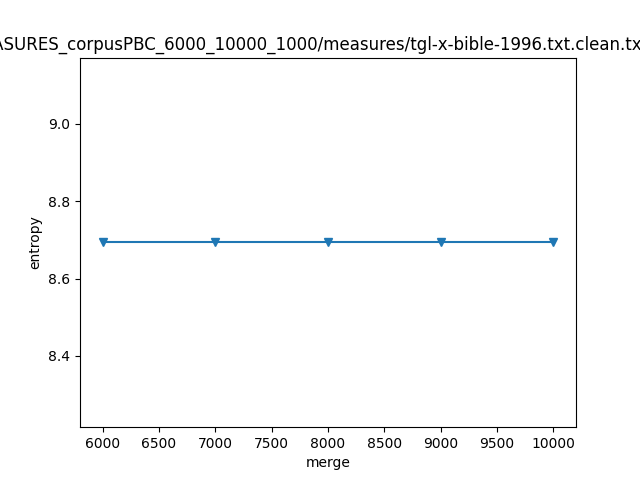 ASURES_corpusPBC_6000_10000_1000/measures/tgl-x-bible-1996.txt.clean.tx
9.0
8.8
8.6
8.4
entropy
6000 6500 7000 7500 8000 8500 9000 9500 10000
merge